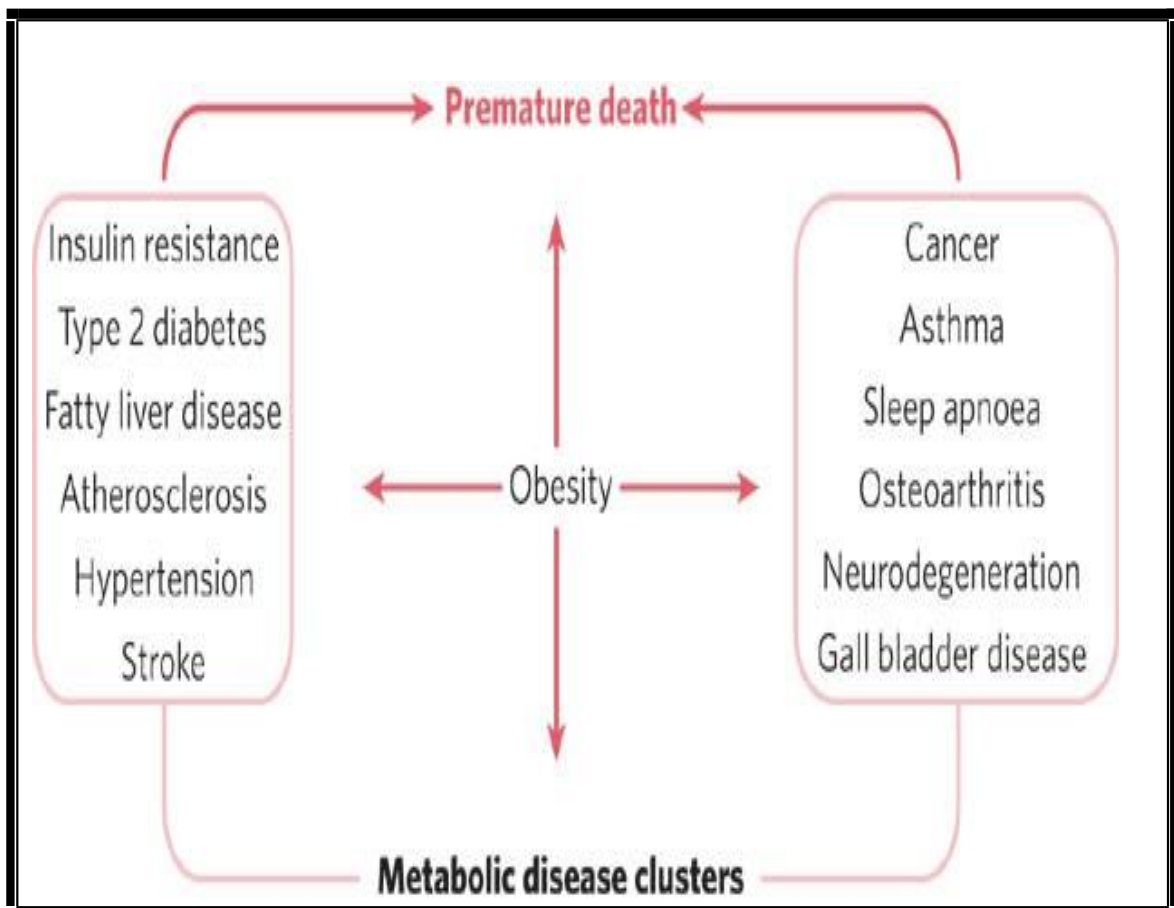 Premature death
Insulin resistance
Type 2 diabetes
Fatty liver disease
Atherosclerosis
Hypertension
Stroke
Obesity
Cancer
Asthma
Sleep apnoea
Osteoarthritis
Neurodegeneration
Gall bladder disease
Metabolic disease clusters